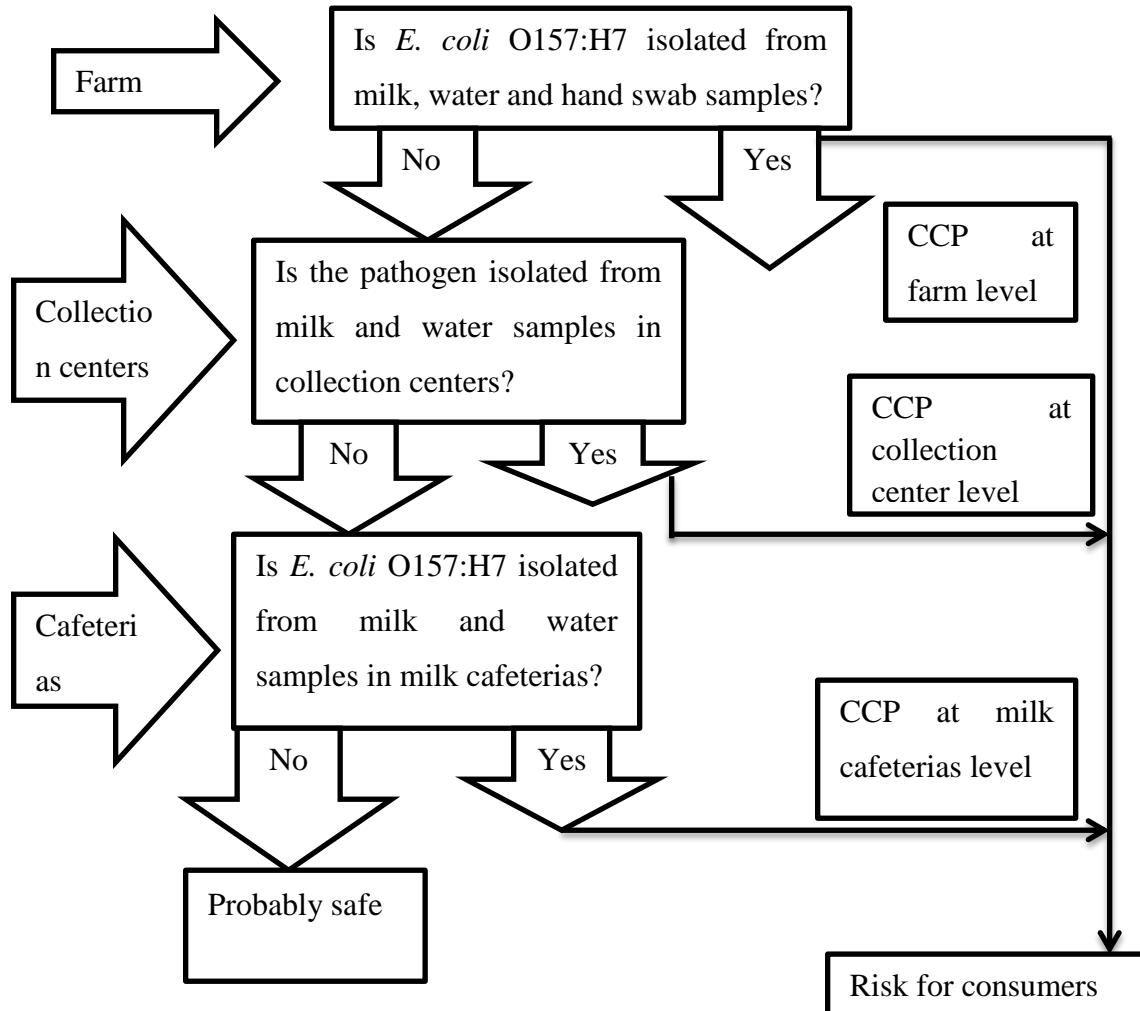 Is E. coli O157:H7 isolated from
milk, water and hand swab samples?
Farm
No
Yes
CCP at
farm level
Is the pathogen isolated from
milk and water samples in
collection centers?
Collectio
n centers
CCP at
collection
center level
No
Yes
Is E. coli O157:H7 isolated
from milk and water
samples in milk cafeterias?
Cafeteri
as
CCP at milk
cafeterias level
No
Yes
Probably safe
Risk for consumers